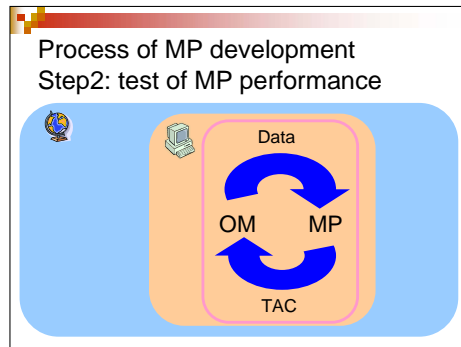 Process of MP development
Step2: test of MP performance
Data
OM MP
TAC